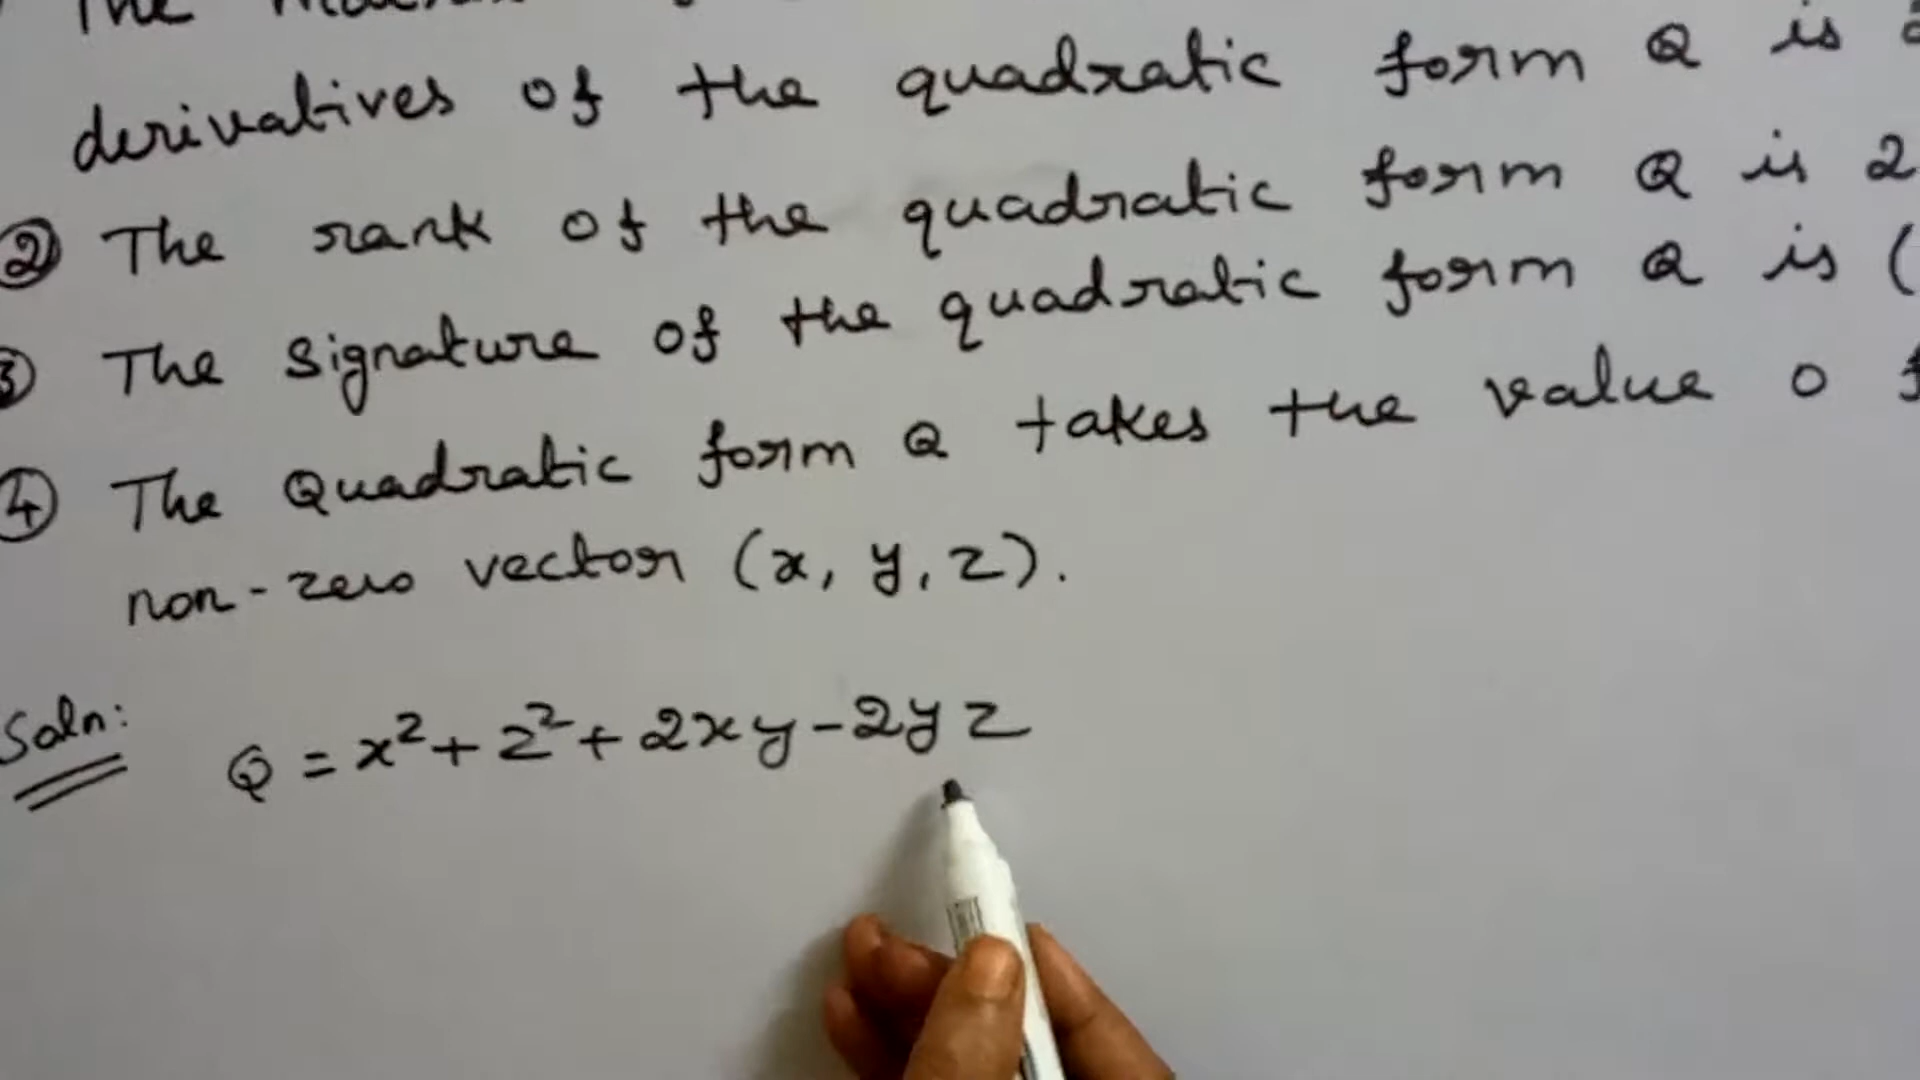 The
derivatives of the quadratic form Q is
② The rank of the quadratic form Q is 2
③ The signature of the quadratic form Q is (
④ The Quadratic form Q takes the value 0
non-zero vector (x, y, z).
Soln: Q = x² + z² + 2xy - 2yz